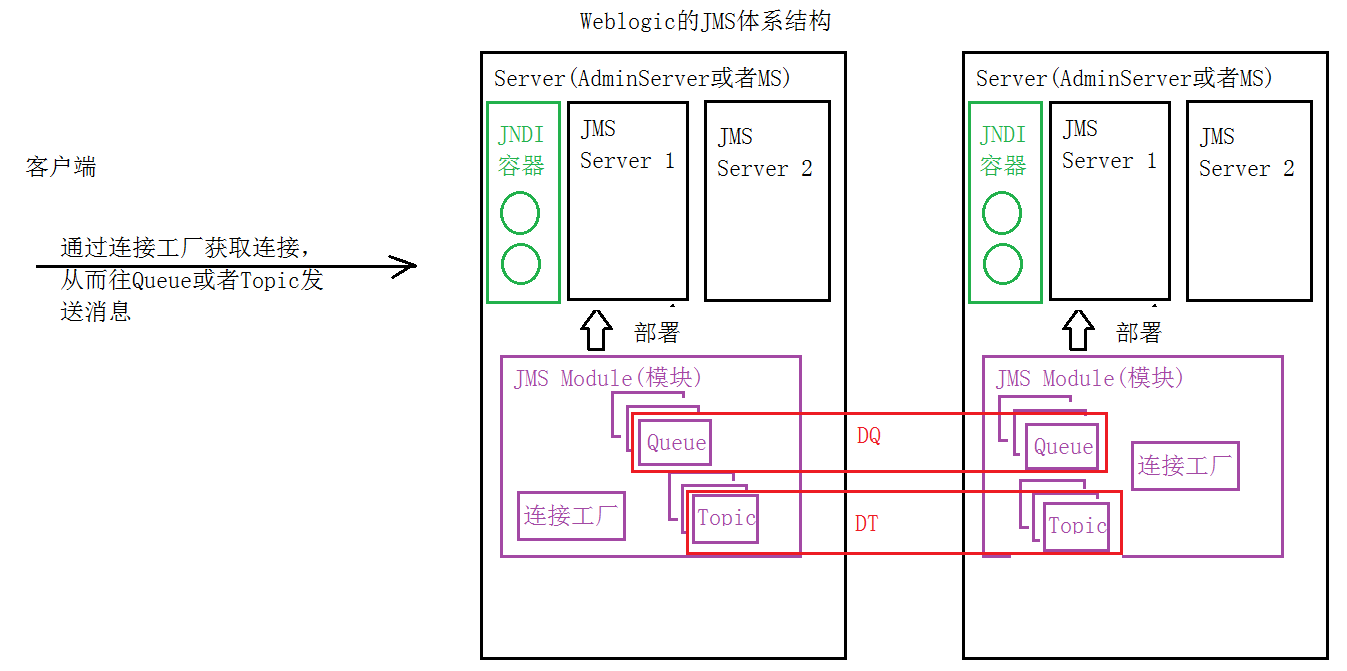 Weblogic的JMS体系结构
客户端
通过连接工厂获取连接，
从而往Queue或者Topic发
送消息
Server(AdminServer或者MS)
JNDI
容器
JMS
Server 1
JMS
Server 2
部署
JMS Module(模块)
Queue
连接工厂
Topic
DQ
DT
Server(AdminServer或者MS)
JNDI
容器
JMS
Server 1
JMS
Server 2
部署
JMS Module(模块)
Queue
连接工厂
Topic